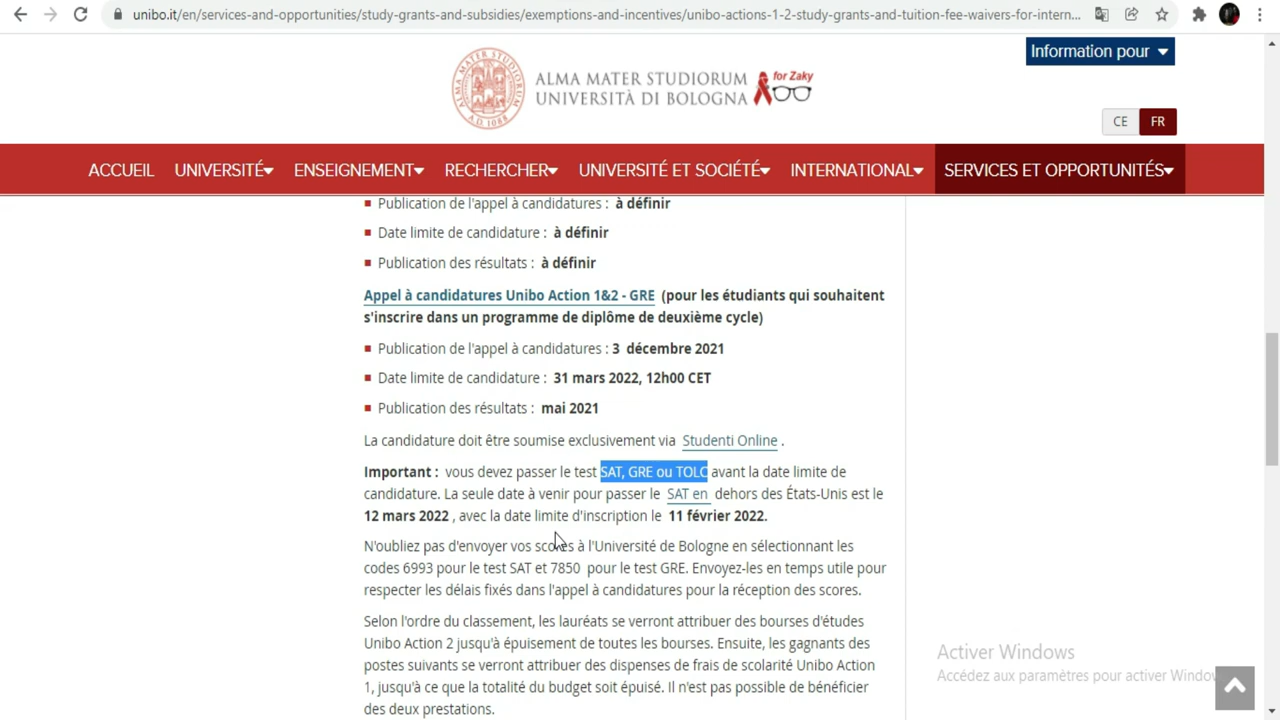 unibo.it/en/services-and-opportunities/study-grants-and-subsidies/exemptions-and-incentives/unibo-actions-1-2-study-grants-and-tuition-fee-waivers-for-intern...
Information pour
ALMA MATER STUDIORUM
UNIVERSITÀ DI BOLOGNA
for Zaky
CE FR
ACCUEIL UNIVERSITÉ ENSEIGNEMENT RECHERCHER UNIVERSITÉ ET SOCIÉTÉ INTERNATIONAL SERVICES ET OPPORTUNITÉS
Publication de l'appel à candidatures : à définir
Date limite de candidature : à définir
Publication des résultats : à définir
Appel à candidatures Unibo Action 1&2 - GRE (pour les étudiants qui souhaitent
s'inscrire dans un programme de diplôme de deuxième cycle)
Publication de l'appel à candidatures : 3 décembre 2021
Date limite de candidature : 31 mars 2022, 12h00 CET
Publication des résultats : mai 2021
La candidature doit être soumise exclusivement via Studenti Online .
Important : vous devez passer le test SAT, GRE ou TOLC avant la date limite de
candidature. La seule date à venir pour passer le SAT en dehors des États-Unis est le
12 mars 2022 , avec la date limite d'inscription le 11 février 2022.
N'oubliez pas d'envoyer vos scores à l'Université de Bologne en sélectionnant les
codes 6993 pour le test SAT et 7850 pour le test GRE. Envoyez-les en temps utile pour
respecter les délais fixés dans l'appel à candidatures pour la réception des scores.
Selon l'ordre du classement, les lauréats se verront attribuer des bourses d'études
Unibo Action 2 jusqu'à épuisement de toutes les bourses. Ensuite, les gagnants des
postes suivants se verront attribuer des dispenses de frais de scolarité Unibo Action
1, jusqu'à ce que la totalité du budget soit épuisé. Il n'est pas possible de bénéficier
des deux prestations.
Activer Windows
Accédez aux paramètres pour activer Windows